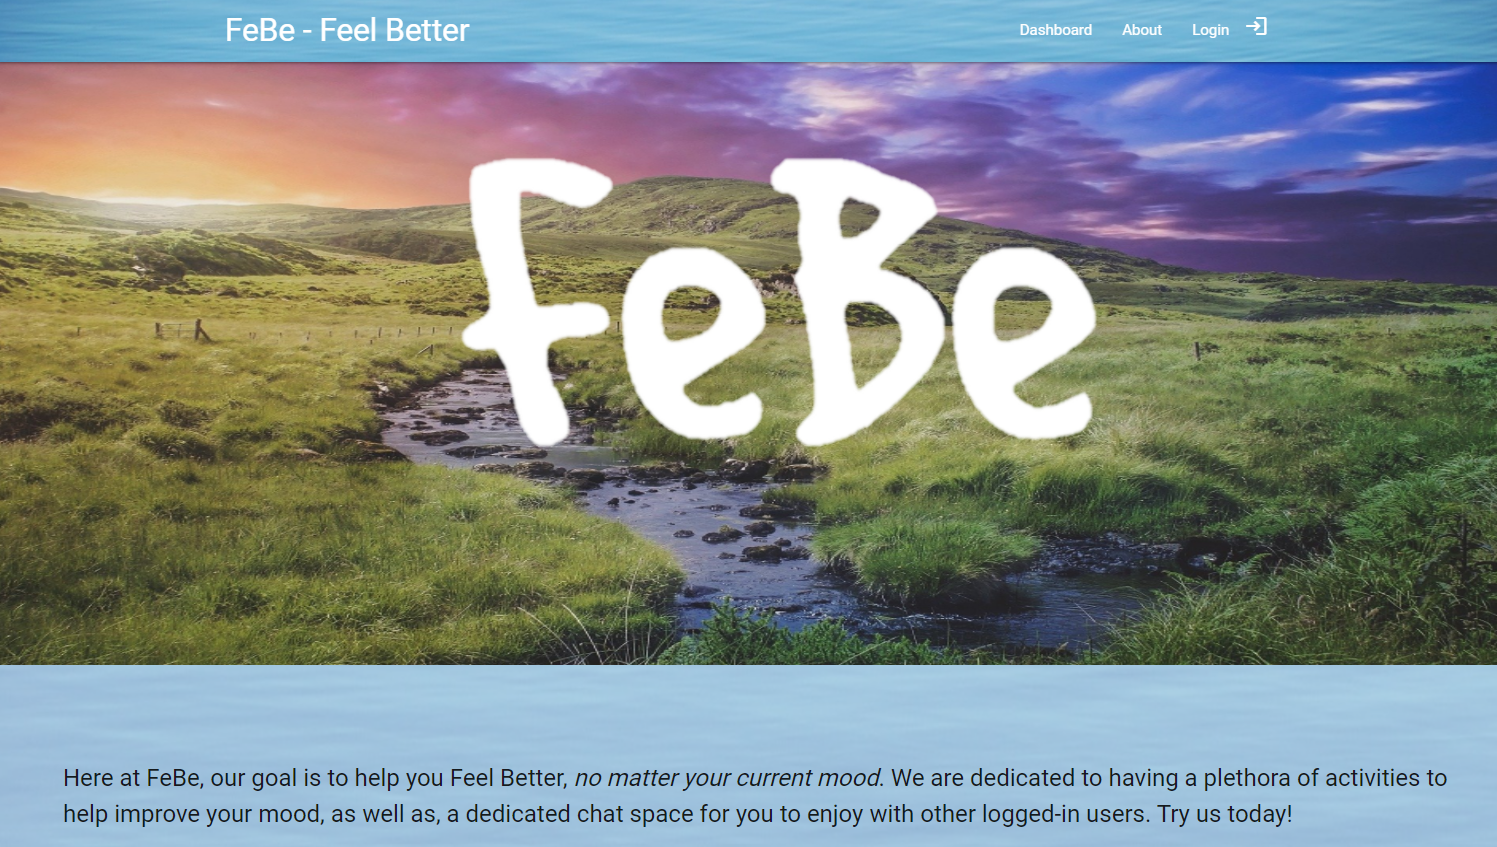 FeBe - Feel Better
Dashboard
About
Login
FeBe
Here at FeBe, our goal is to help you Feel Better, no matter your current mood. We are dedicated to having a plethora of activities to
help improve your mood, as well as, a dedicated chat space for you to enjoy with other logged-in users. Try us today!